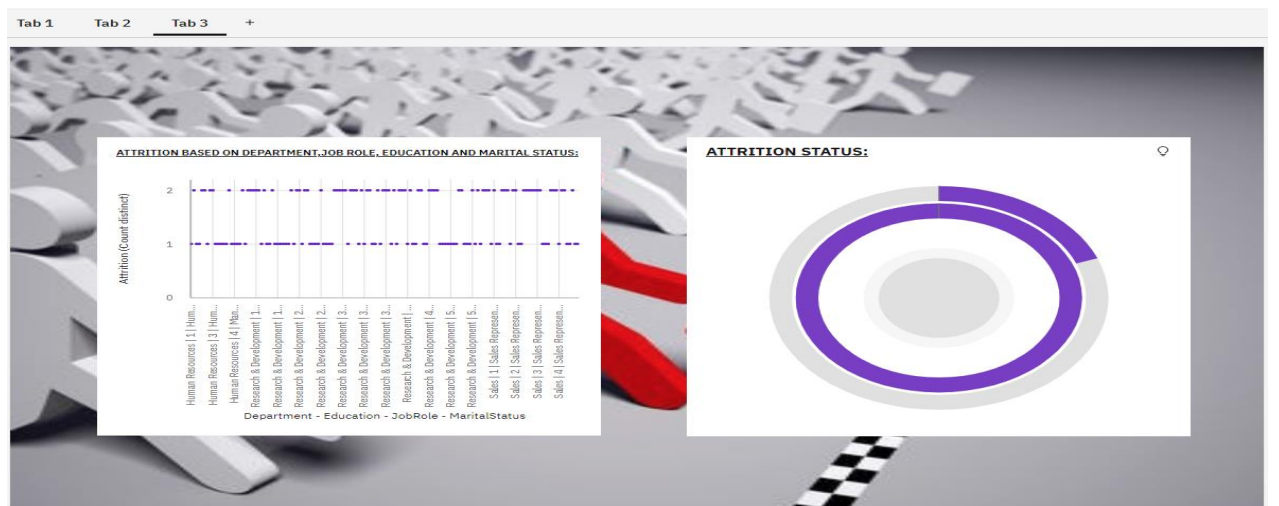 Tab 1 Tab 2 Tab 3 +
ATTRITION BASED ON DEPARTMENT,JOB ROLE, EDUCATION AND MARITAL STATUS:
Attrition (Count distinct)
2
1
0
Human Resources | 1 | Hum...
Human Resources | 3 | Hum...
Human Resources | 4 | Man...
Research & Development | 1...
Research & Development | 1...
Research & Development | 2...
Research & Development | 2...
Research & Development | 3...
Research & Development | 3...
Research & Development | 3...
Research & Development | ...
Research & Development | 4...
Research & Development | 5...
Research & Development | 5...
Sales | 1 | Sales Represen...
Sales | 2 | Sales Represen...
Sales | 3 | Sales Represen...
Sales | 4 | Sales Represen...
Department - Education - JobRole - MaritalStatus
ATTRITION STATUS: